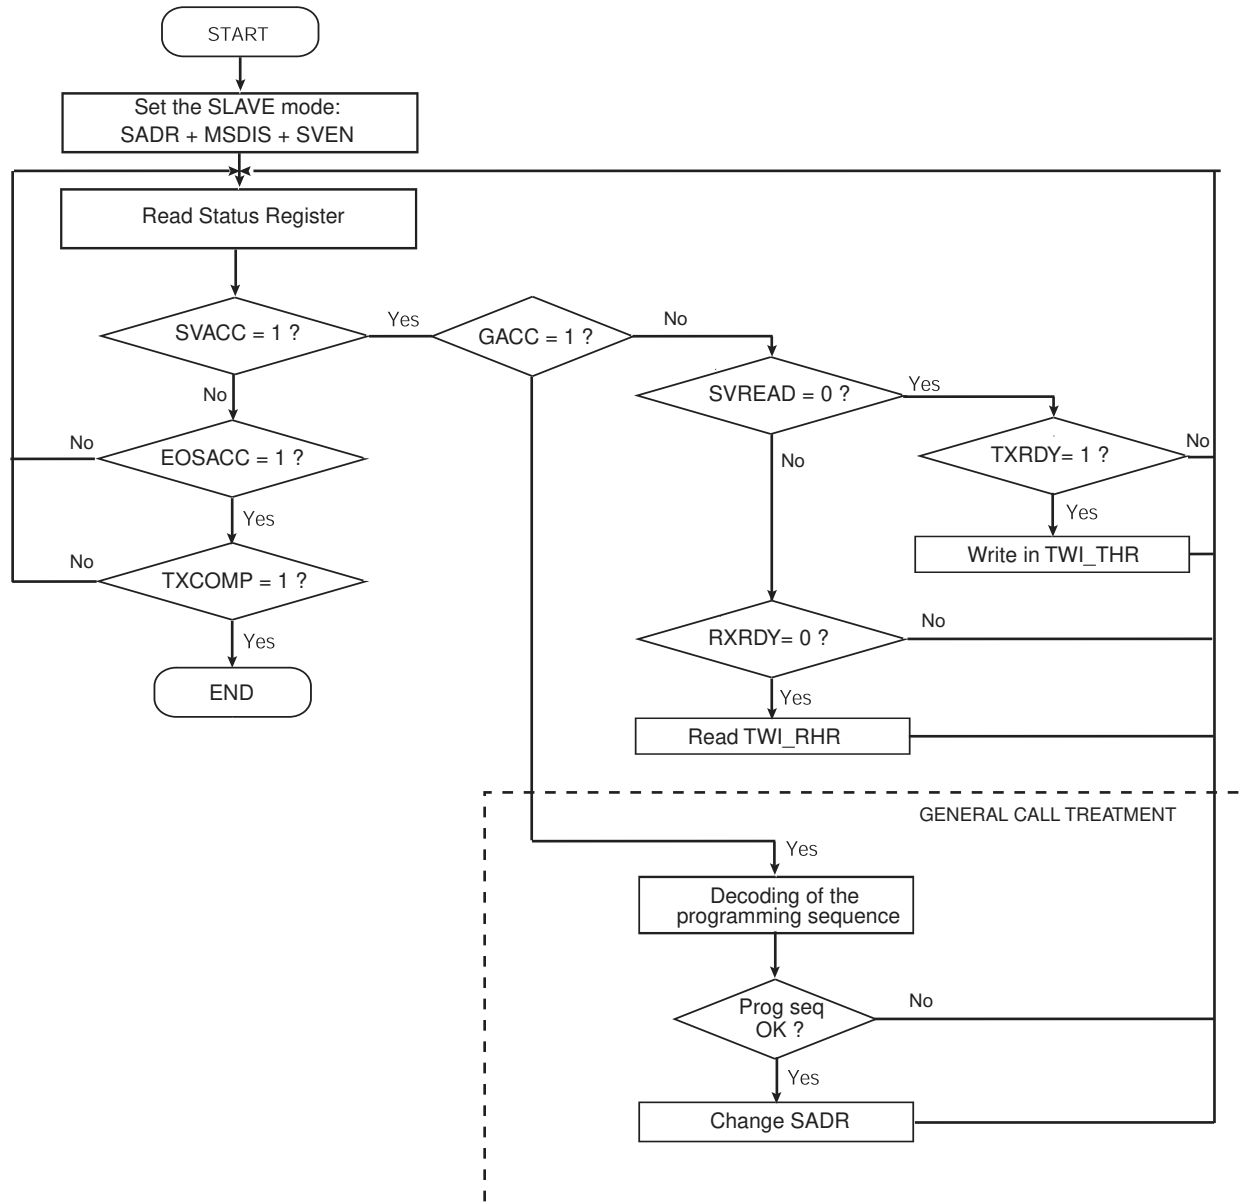 START
Set the SLAVE mode:
SADR + MSDIS + SVEN
Read Status Register
SVACC = 1 ?
Yes
GACC = 1 ?
No
SVREAD = 0 ?
Yes
No
EOSACC = 1 ?
No
TXRDY= 1 ?
No
No
Yes
Yes
Write in TWI_THR
TXCOMP = 1 ?
No
Yes
RXRDY= 0 ?
No
END
Yes
Read TWI_RHR
GENERAL CALL TREATMENT
Yes
Decoding of the
programming sequence
Prog seq
OK ?
No
Yes
Change SADR